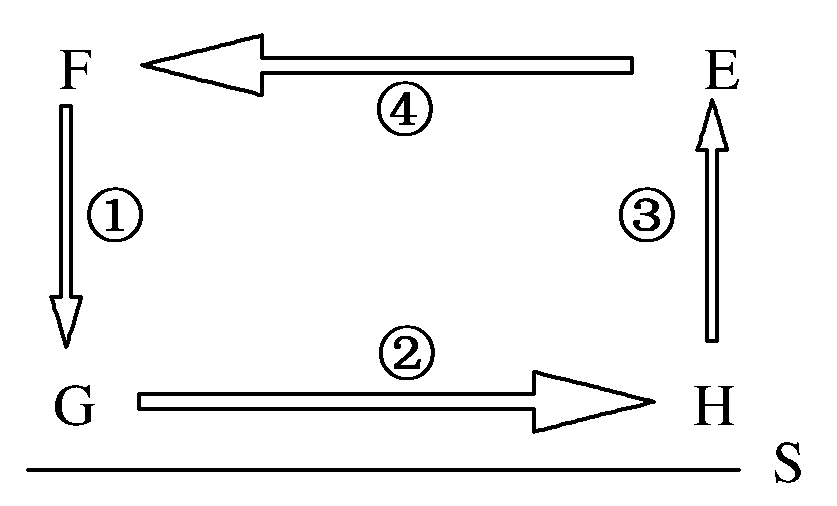 F E
④
① ③
②
G H
S